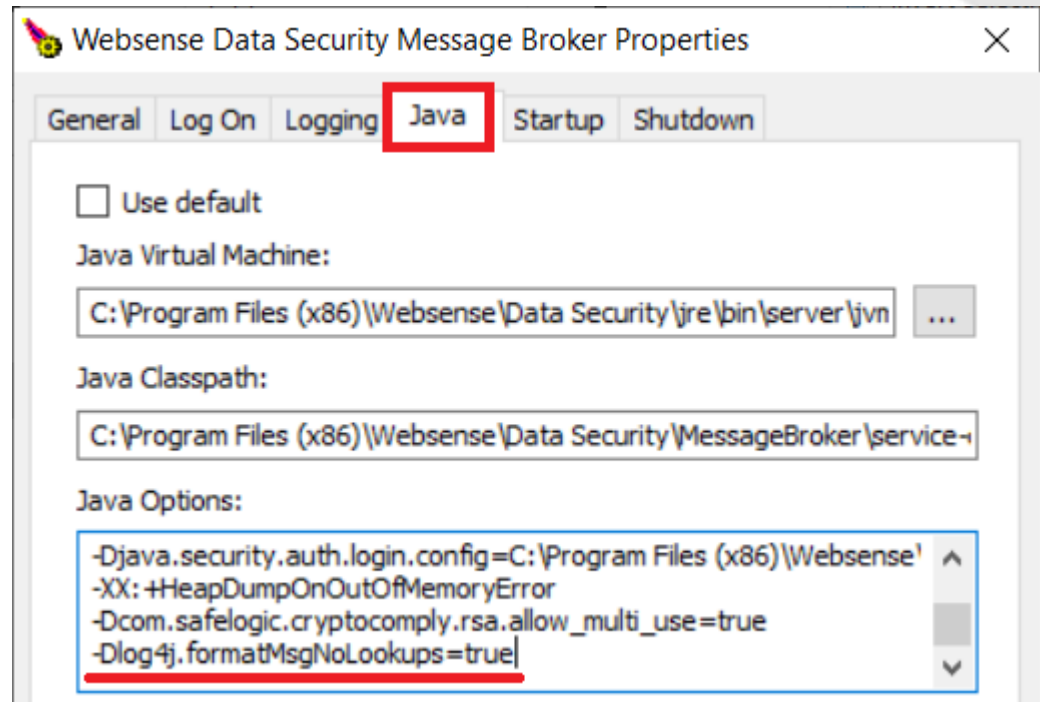 Websense Data Security Message Broker Properties
General Log On Logging Java Startup Shutdown
Use default
Java Virtual Machine:
C:\Program Files (x86)\Websense\Data Security\jre\bin\server\jvm
...
Java Classpath:
C:\Program Files (x86)\Websense\Data Security\MessageBroker\service-
Java Options:
-Djava.security.auth.login.config=C:\Program Files (x86)\Websense\
-XX:+HeapDumpOnOutOfMemoryError
-Dcom.safelogic.cryptocomply.rsa.allow_multi_use=true
-Dlog4j.formatMsgNoLookups=true